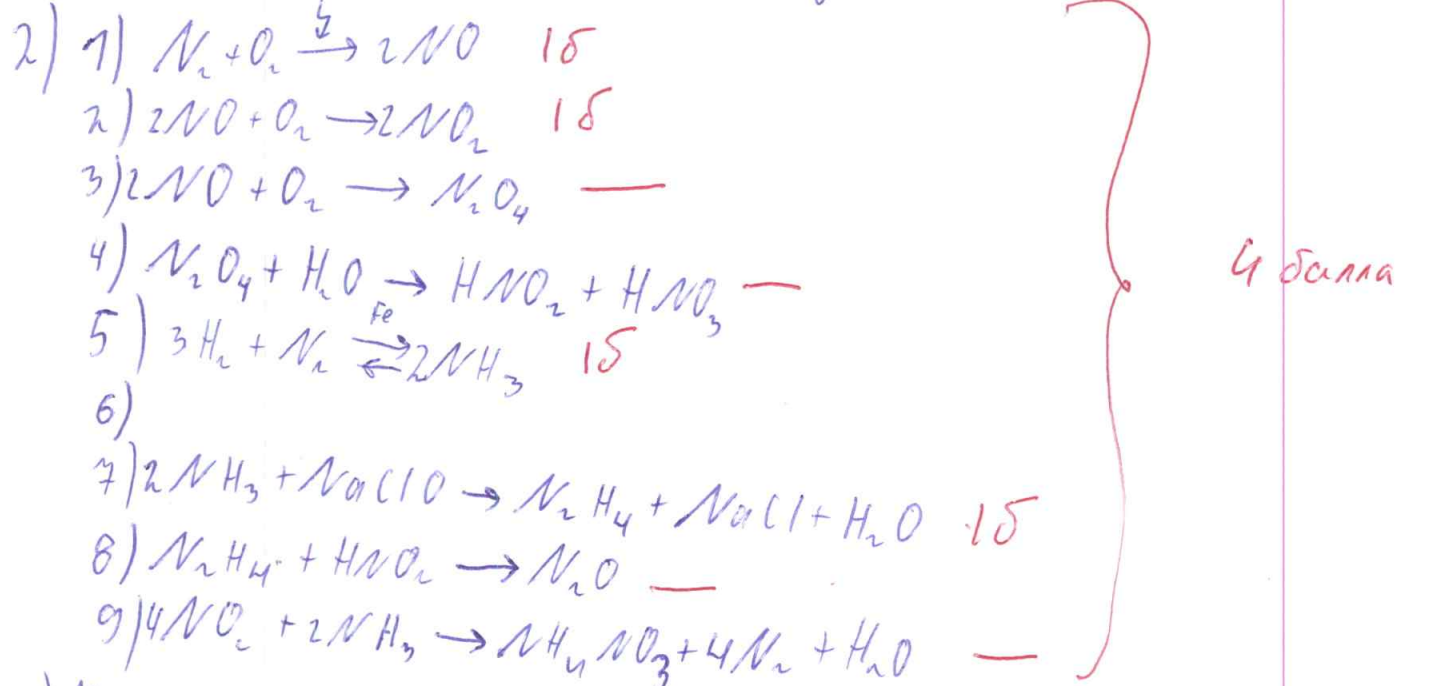 2) 1) N₂ + O₂ ⟶ 2NO 1б
2) 2NO + O₂ ⟶ 2NO₂ 1б
3) 2NO + O₂ ⟶ N₂O₄ —
4) N₂O₄ + H₂O ⟶ HNO₂ + HNO₃ —
5) 3H₂ + N₂ ⇄ Fe 2NH₃ 1б
4 балла
6)
7) 2NH₃ + NaClO ⟶ N₂H₄ + NaCl + H₂O 1б
8) N₂H₄ + HNO₂ ⟶ N₂O —
9) 4NO₂ + 2NH₃ ⟶ NH₄NO₃ + 4N₂ + H₂O —